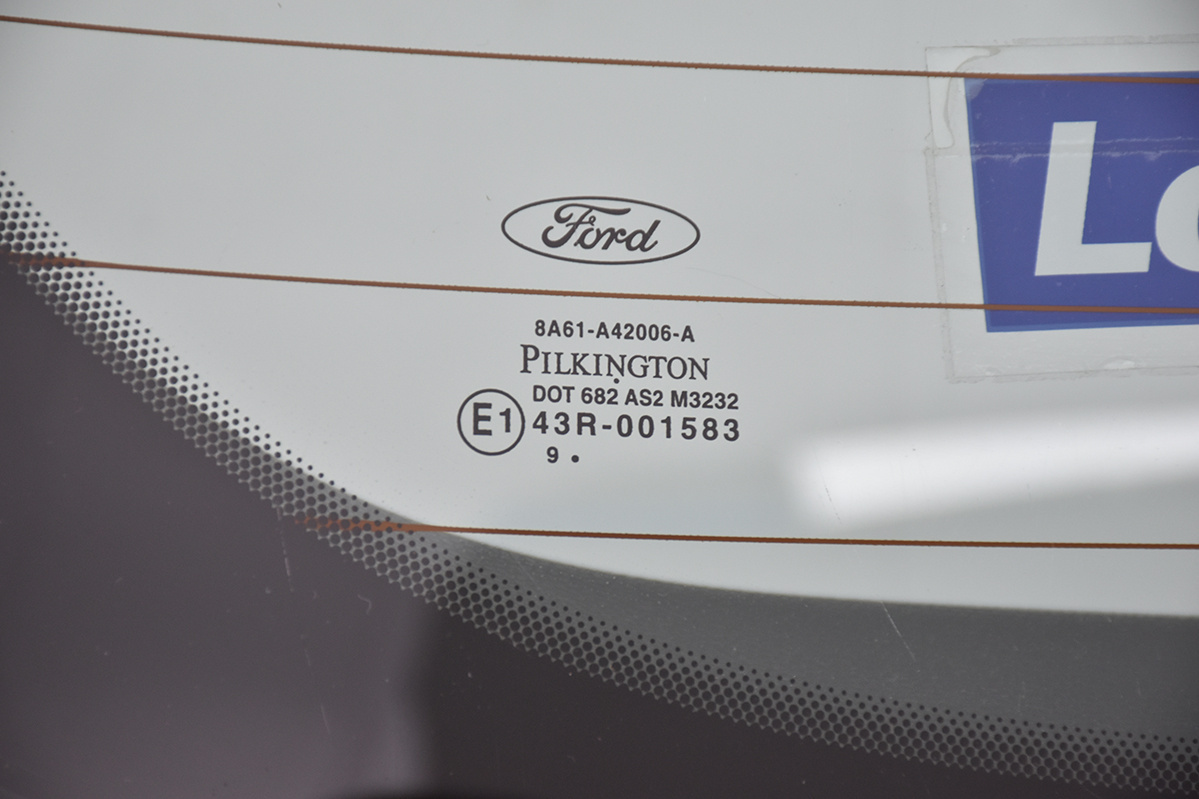 Ford
8A61-A42006-A
PILKINGTON
DOT 682 AS2 M3232
E1 43R-001583
9 .